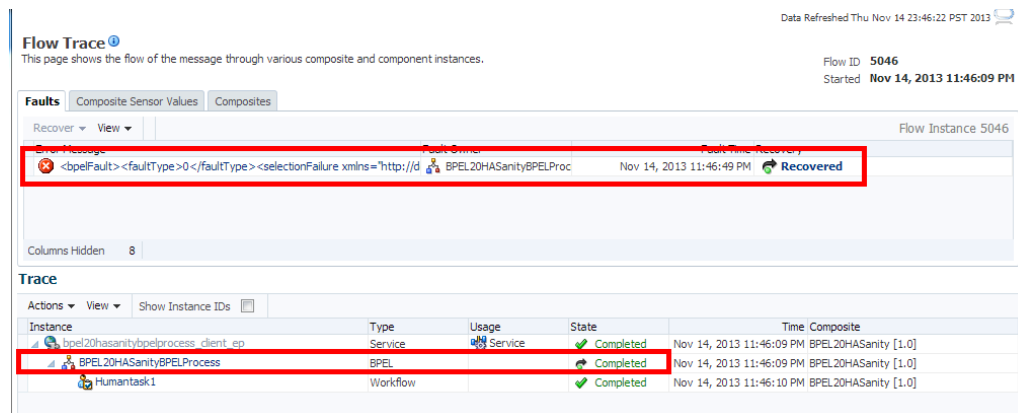 Data Refreshed Thu Nov 14 23:46:22 PST 2013
Flow Trace
This page shows the flow of the message through various composite and component instances.
Flow ID 5046
Started Nov 14, 2013 11:46:09 PM
Faults Composite Sensor Values Composites
Recover View Flow Instance 5046
Error Message Fault Owner Fault Time Recovery
<bpelFault><faultType>0</faultType><selectionFailure xmlns="http://d BPEL20HASanityBPELProc Nov 14, 2013 11:46:49 PM Recovered
Columns Hidden 8
Trace
Actions View Show Instance IDs
Instance Type Usage State Time Composite
bpel20hasanitybpelprocess_client_ep Service Service Completed Nov 14, 2013 11:46:09 PM BPEL20HASanity [1.0]
BPEL20HASanityBPELProcess BPEL Completed Nov 14, 2013 11:46:09 PM BPEL20HASanity [1.0]
Humantask1 Workflow Completed Nov 14, 2013 11:46:10 PM BPEL20HASanity [1.0]